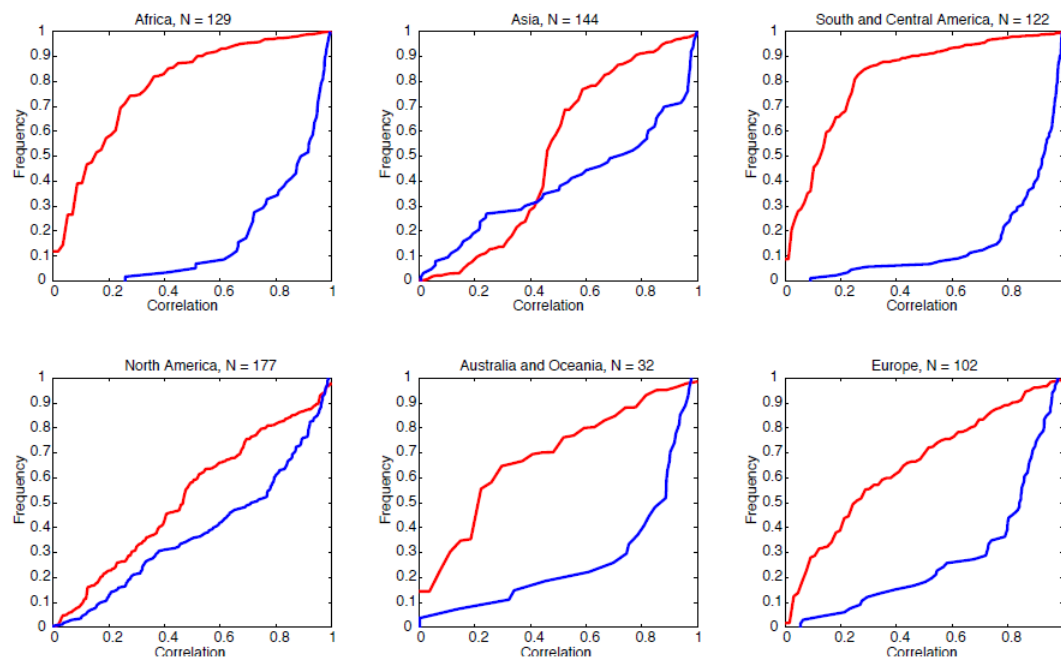 Africa, N = 129
1
0.9
0.8
0.7
0.6
0.5
0.4
0.3
0.2
0.1
0
Frequency
0 0.2 0.4 0.6 0.8 1
Correlation
Asia, N = 144
1
0.9
0.8
0.7
0.6
0.5
0.4
0.3
0.2
0.1
0
Frequency
0 0.2 0.4 0.6 0.8 1
Correlation
South and Central America, N = 122
1
0.9
0.8
0.7
0.6
0.5
0.4
0.3
0.2
0.1
0
Frequency
0 0.2 0.4 0.6 0.8 1
Correlation
North America, N = 177
1
0.9
0.8
0.7
0.6
0.5
0.4
0.3
0.2
0.1
0
Frequency
0 0.2 0.4 0.6 0.8 1
Correlation
Australia and Oceania, N = 32
1
0.9
0.8
0.7
0.6
0.5
0.4
0.3
0.2
0.1
0
Frequency
0 0.2 0.4 0.6 0.8 1
Correlation
Europe, N = 102
1
0.9
0.8
0.7
0.6
0.5
0.4
0.3
0.2
0.1
0
Frequency
0 0.2 0.4 0.6 0.8 1
Correlation